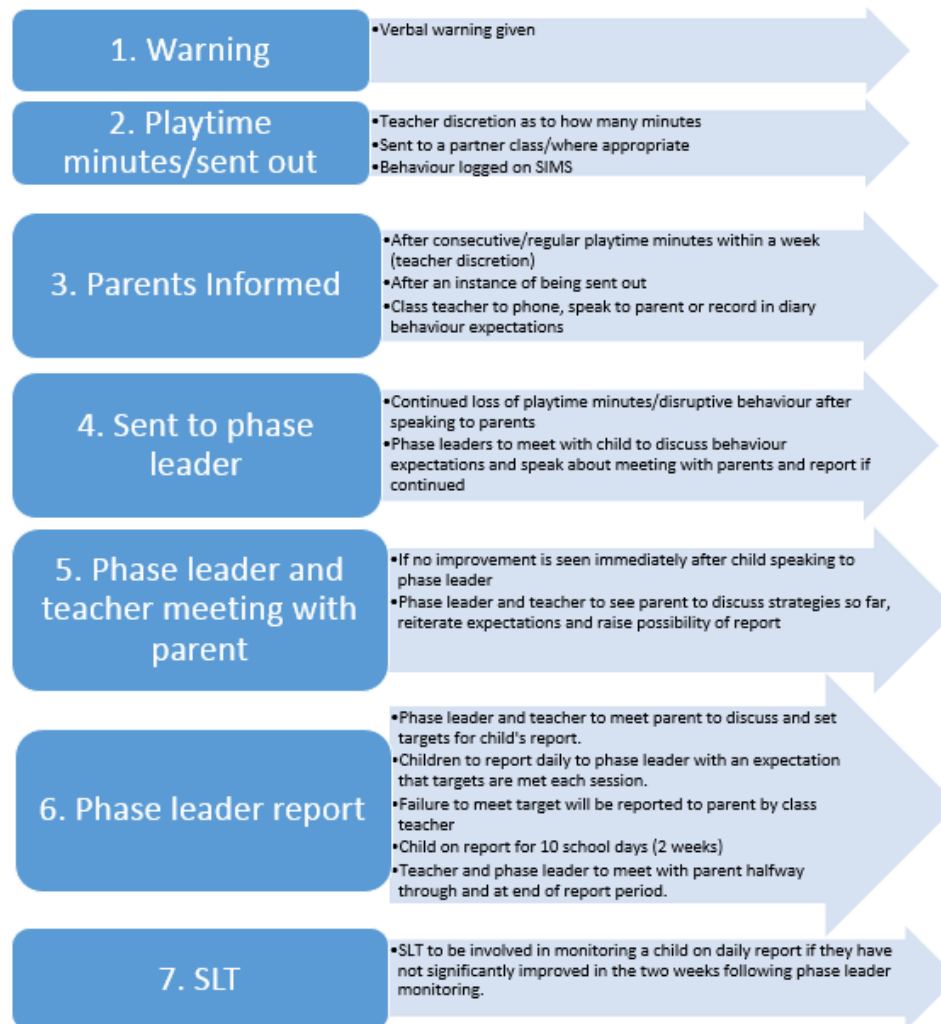 1. Warning
•Verbal warning given
2. Playtime
minutes/sent out
•Teacher discretion as to how many minutes
•Sent to a partner class/where appropriate
•Behaviour logged on SIMS
3. Parents Informed
•After consecutive/regular playtime minutes within a week
(teacher discretion)
•After an instance of being sent out
•Class teacher to phone, speak to parent or record in diary
behaviour expectations
4. Sent to phase
leader
•Continued loss of playtime minutes/disruptive behaviour after
speaking to parents
•Phase leaders to meet with child to discuss behaviour
expectations and speak about meeting with parents and report if
continued
5. Phase leader and
teacher meeting with
parent
•If no improvement is seen immediately after child speaking to
phase leader
•Phase leader and teacher to see parent to discuss strategies so far,
reiterate expectations and raise possibility of report
6. Phase leader report
•Phase leader and teacher to meet parent to discuss and set
targets for child's report.
•Children to report daily to phase leader with an expectation
that targets are met each session.
•Failure to meet target will be reported to parent by class
teacher
•Child on report for 10 school days (2 weeks)
•Teacher and phase leader to meet with parent halfway
through and at end of report period.
7. SLT
•SLT to be involved in monitoring a child on daily report if they have
not significantly improved in the two weeks following phase leader
monitoring.